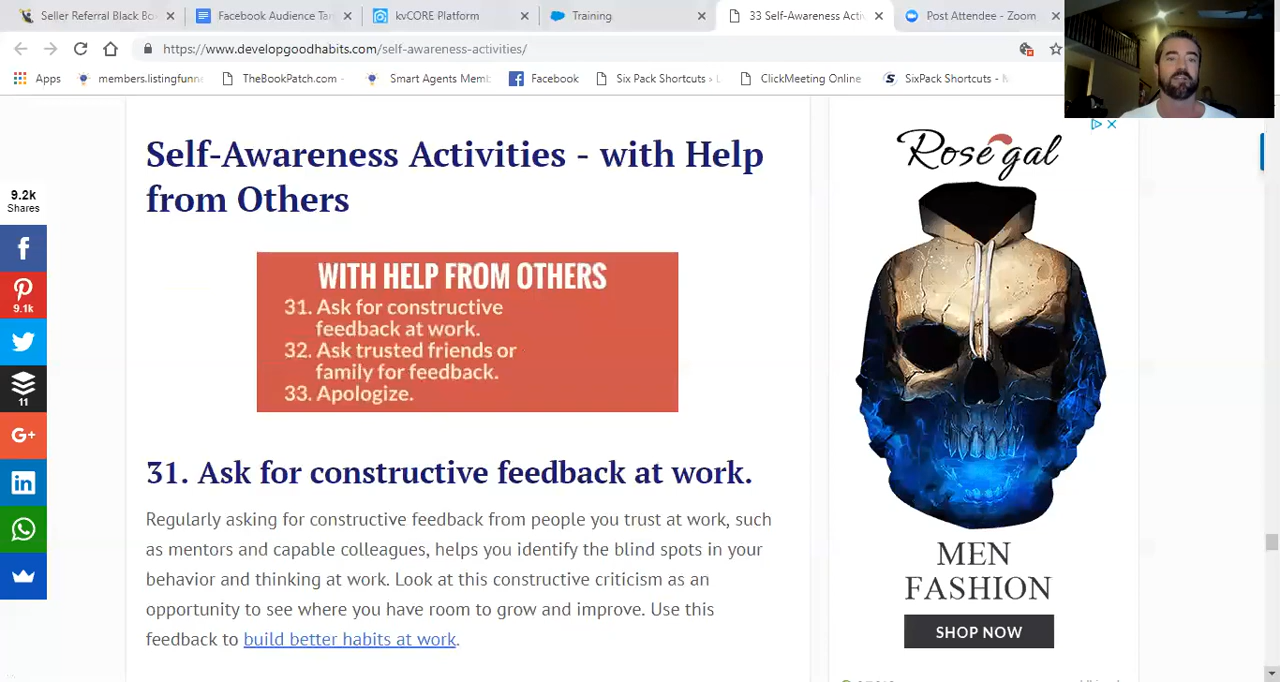 Seller Referral Black Bo
Facebook Audience Tar
kvCORE Platform
Training
33 Self-Awareness Activ
Post Attendee - Zoom
https://www.developgoodhabits.com/self-awareness-activities/
Apps
members.listingfunne
TheBookPatch.com -
Smart Agents Memb
Facebook
Six Pack Shortcuts ›
ClickMeeting Online
SixPack Shortcuts -
Self-Awareness Activities - with Help
from Others
9.2k
Shares
9.1k
11
G+
in
WITH HELP FROM OTHERS
31. Ask for constructive
feedback at work.
32. Ask trusted friends or
family for feedback.
33. Apologize.
31. Ask for constructive feedback at work.
Regularly asking for constructive feedback from people you trust at work, such
as mentors and capable colleagues, helps you identify the blind spots in your
behavior and thinking at work. Look at this constructive criticism as an
opportunity to see where you have room to grow and improve. Use this
feedback to build better habits at work.
Rosegal
MEN
FASHION
SHOP NOW